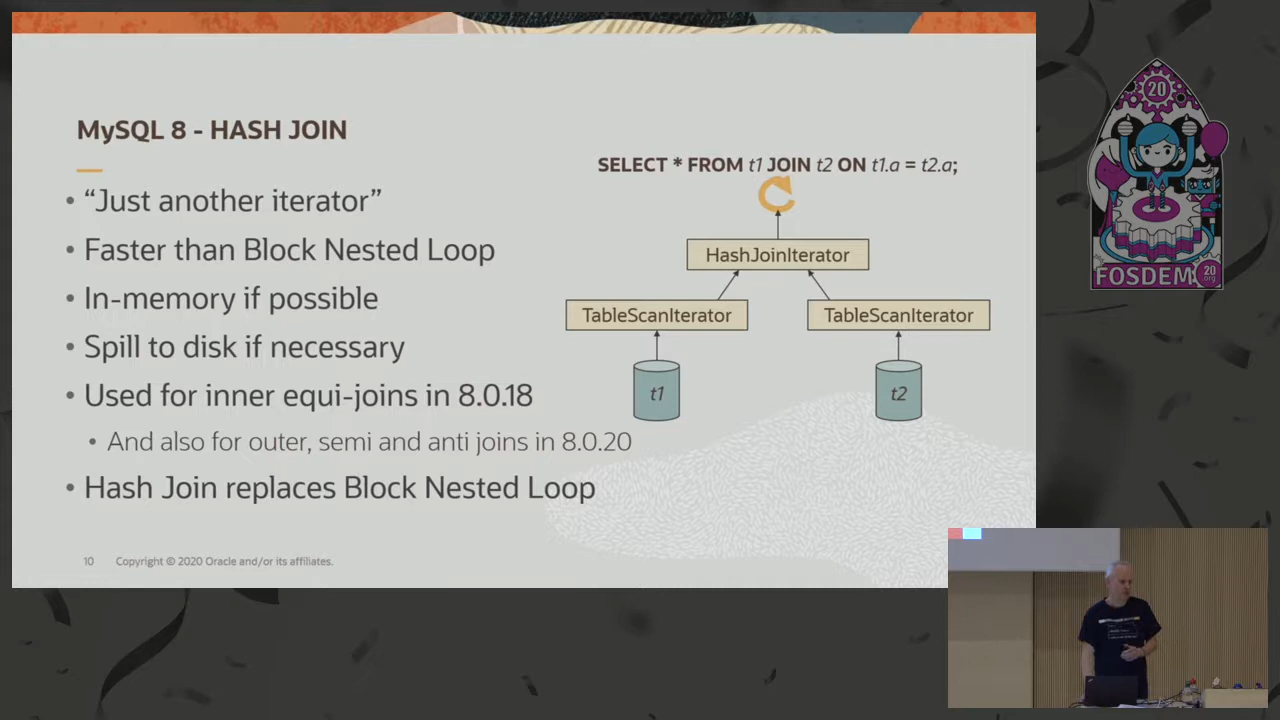 MySQL 8 - HASH JOIN
• “Just another iterator”
• Faster than Block Nested Loop
• In-memory if possible
• Spill to disk if necessary
• Used for inner equi-joins in 8.0.18
• And also for outer, semi and anti joins in 8.0.20
• Hash Join replaces Block Nested Loop
SELECT * FROM t1 JOIN t2 ON t1.a = t2.a;
HashJoinIterator
TableScanIterator TableScanIterator
t1 t2
10 Copyright © 2020 Oracle and/or its affiliates.
20
FOSDEM 20 .org